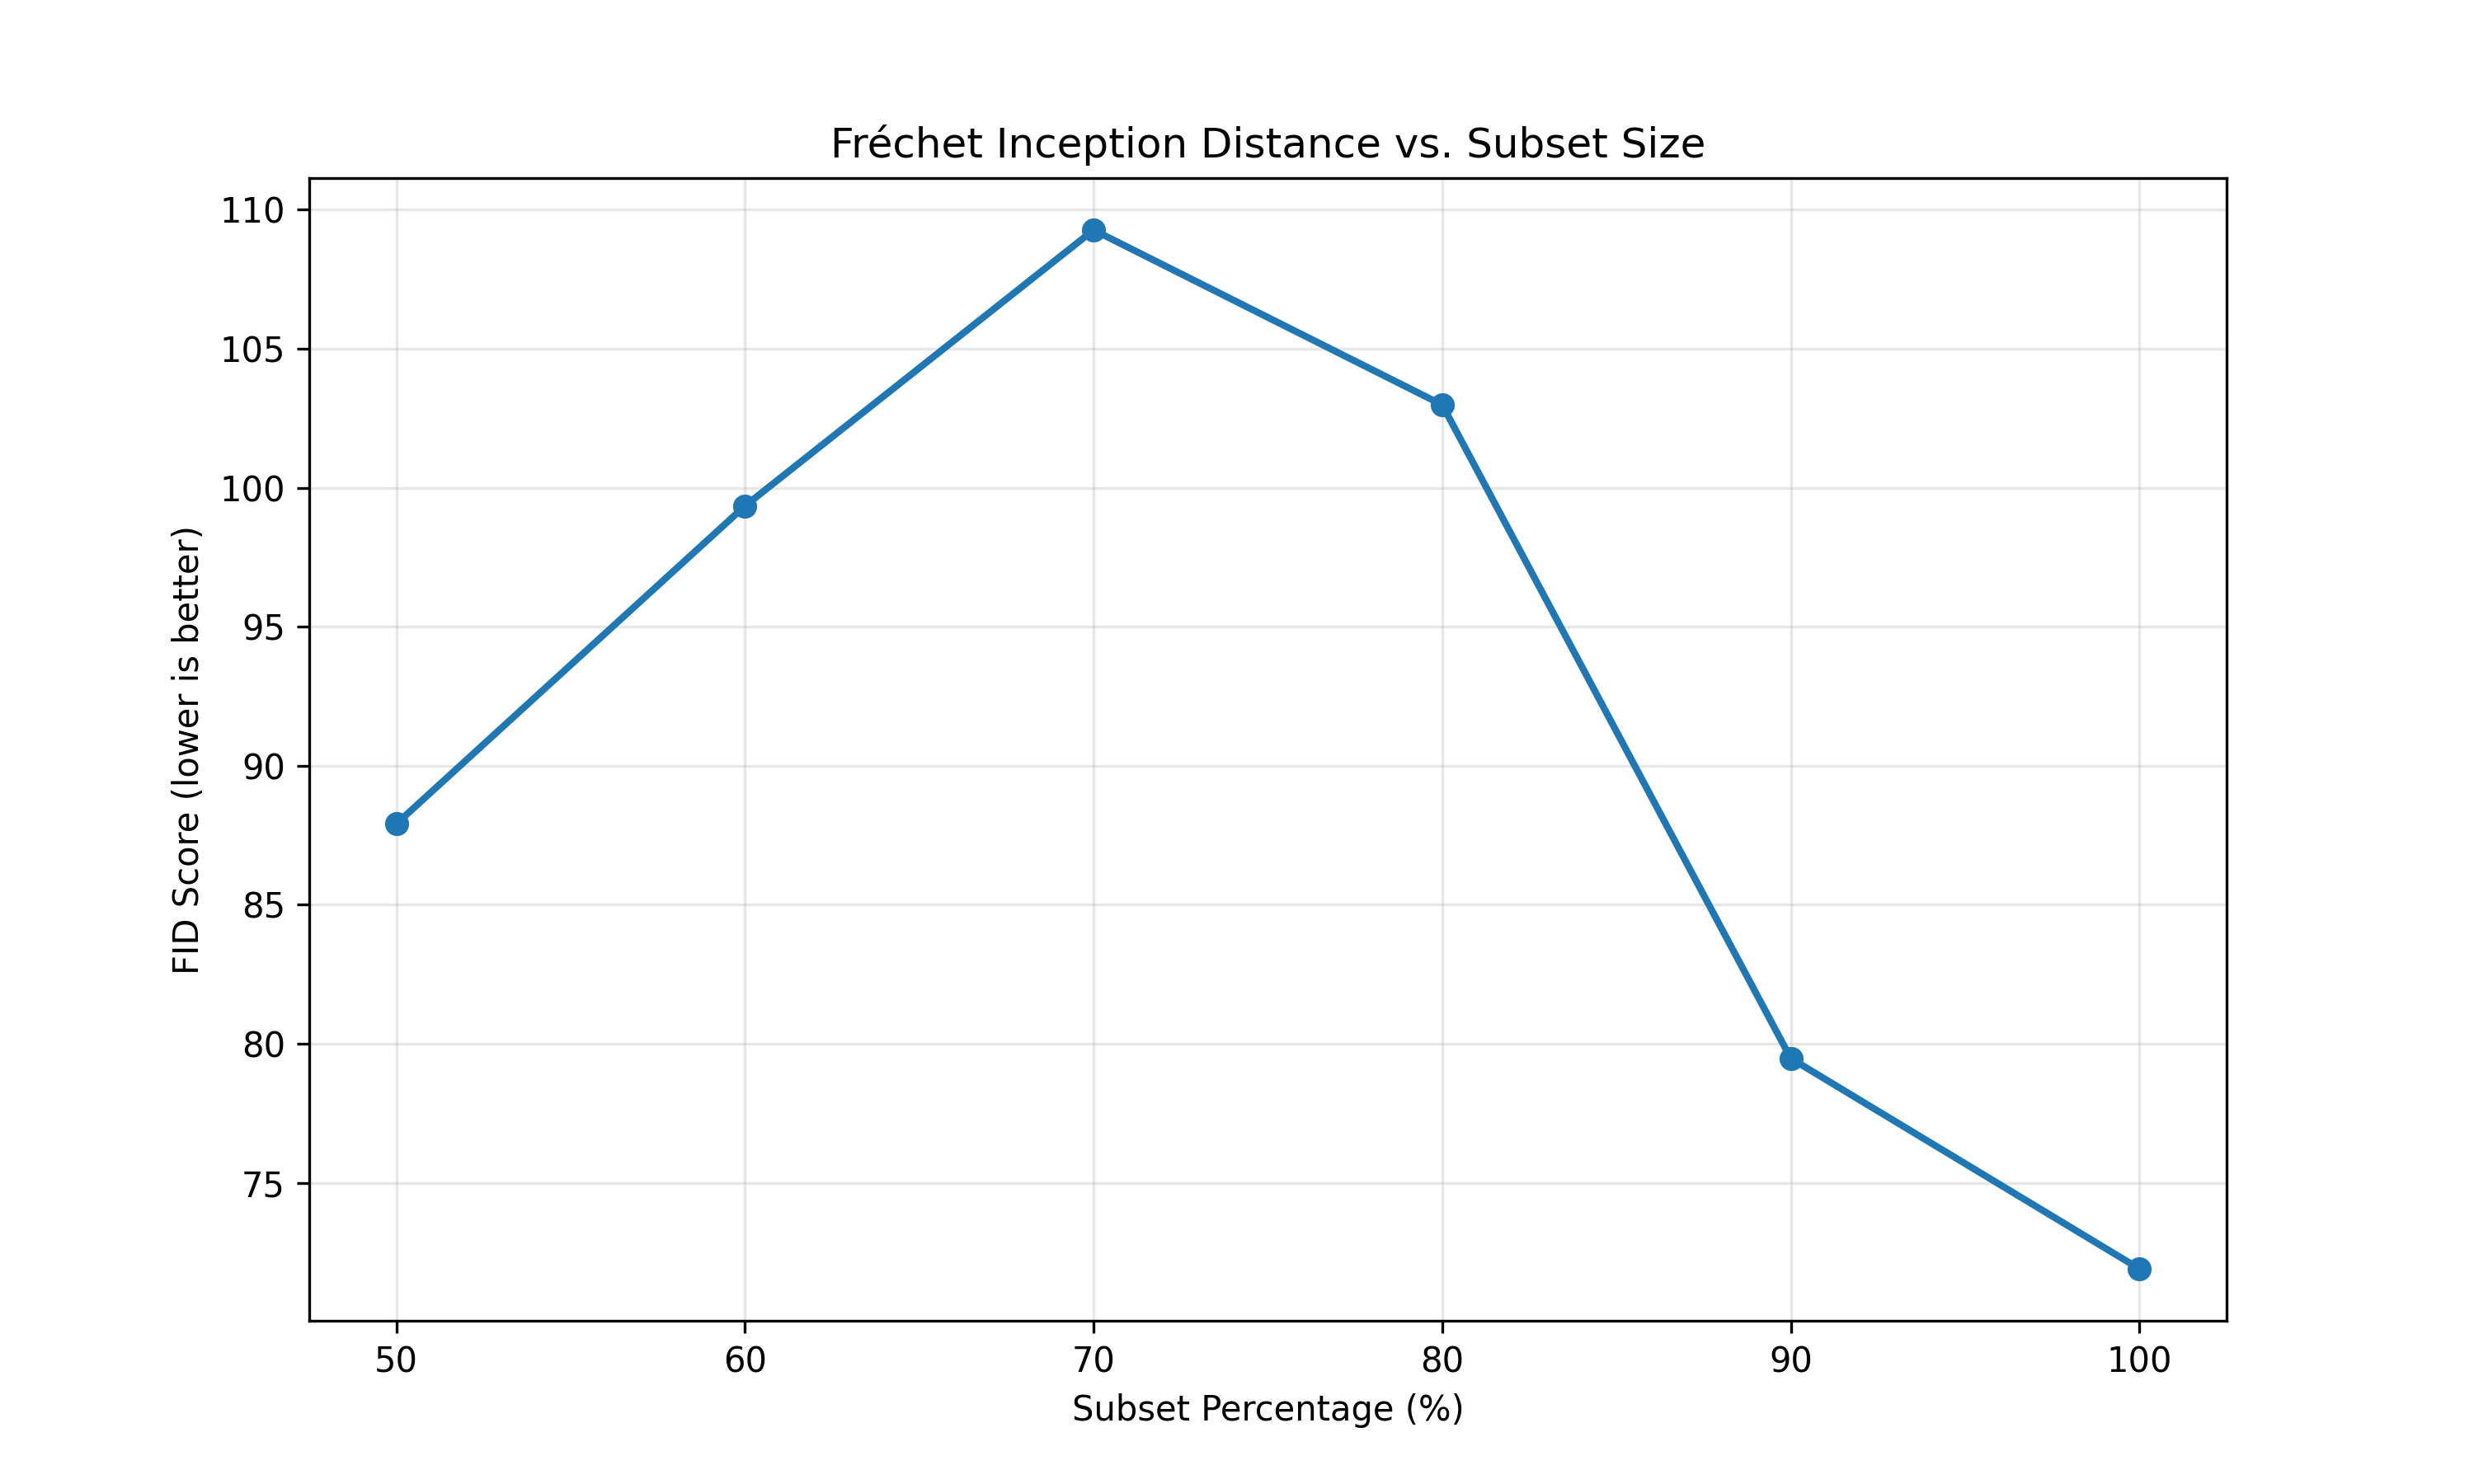 Fréchet Inception Distance vs. Subset Size
110
105
100
95
90
85
80
75
FID Score (lower is better)
50 60 70 80 90 100
Subset Percentage (%)